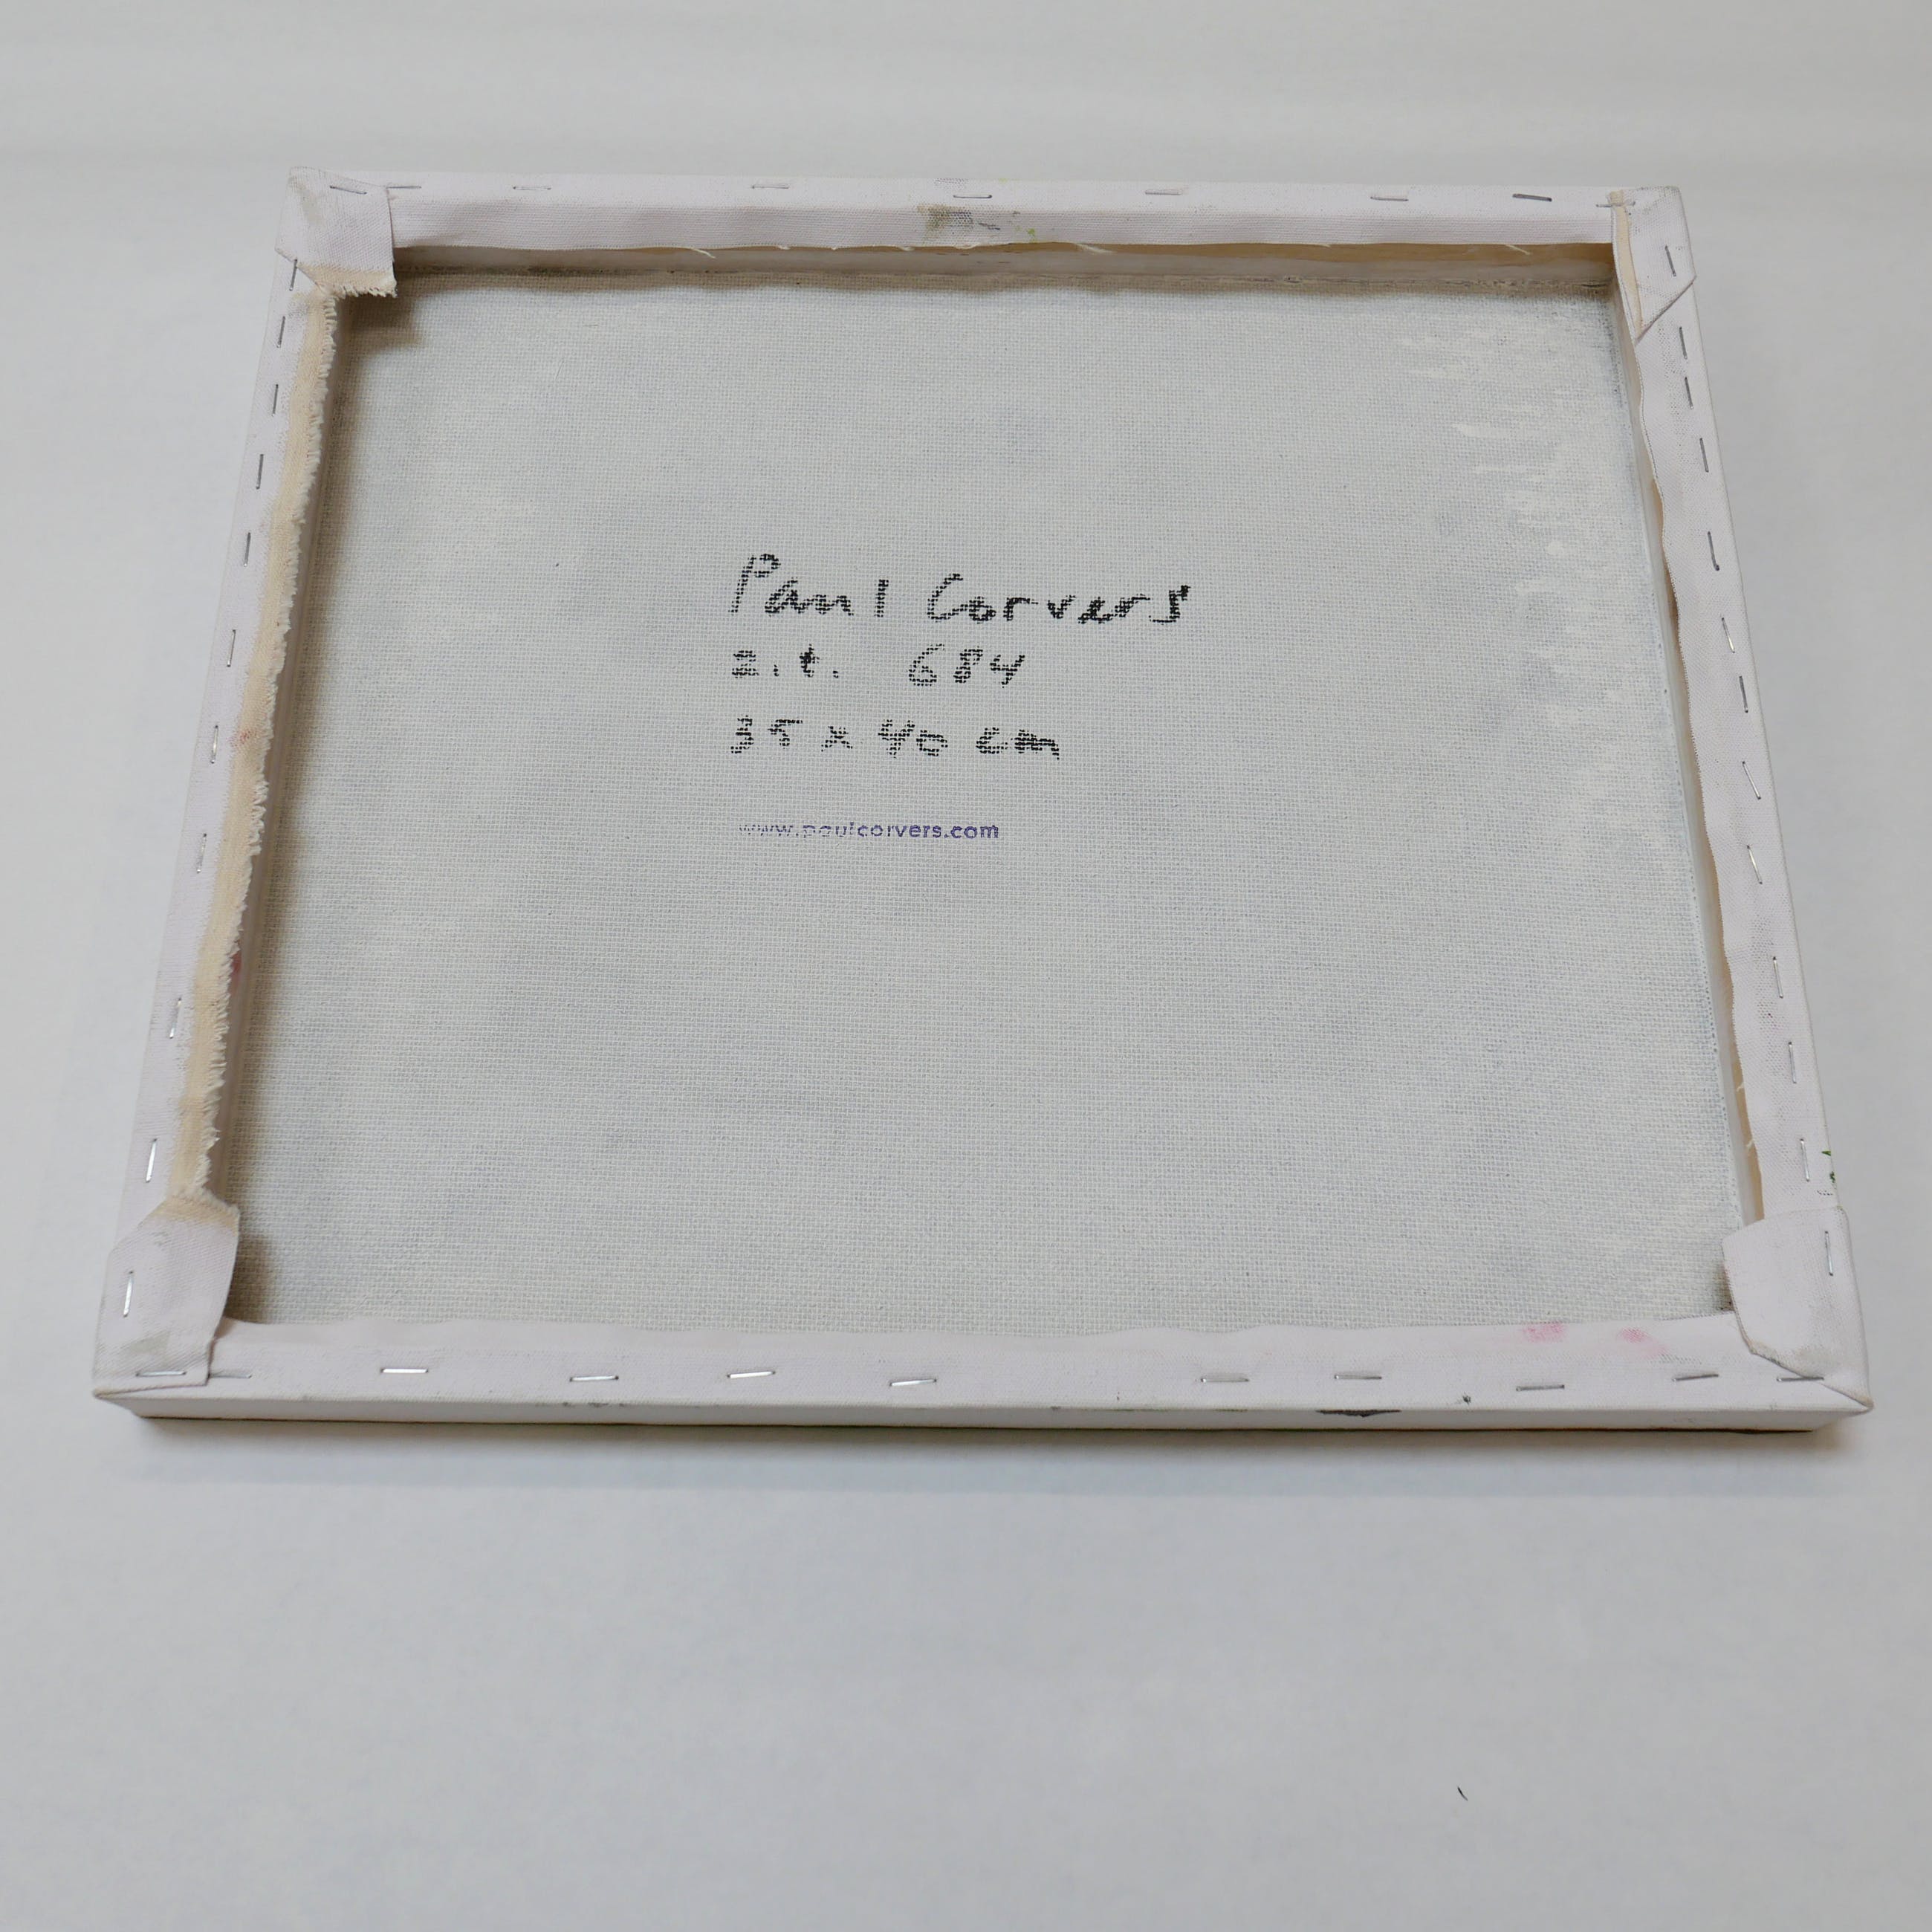 Paul Corvers
z.t. 684
35 x 40 cm
www.paulcorvers.com